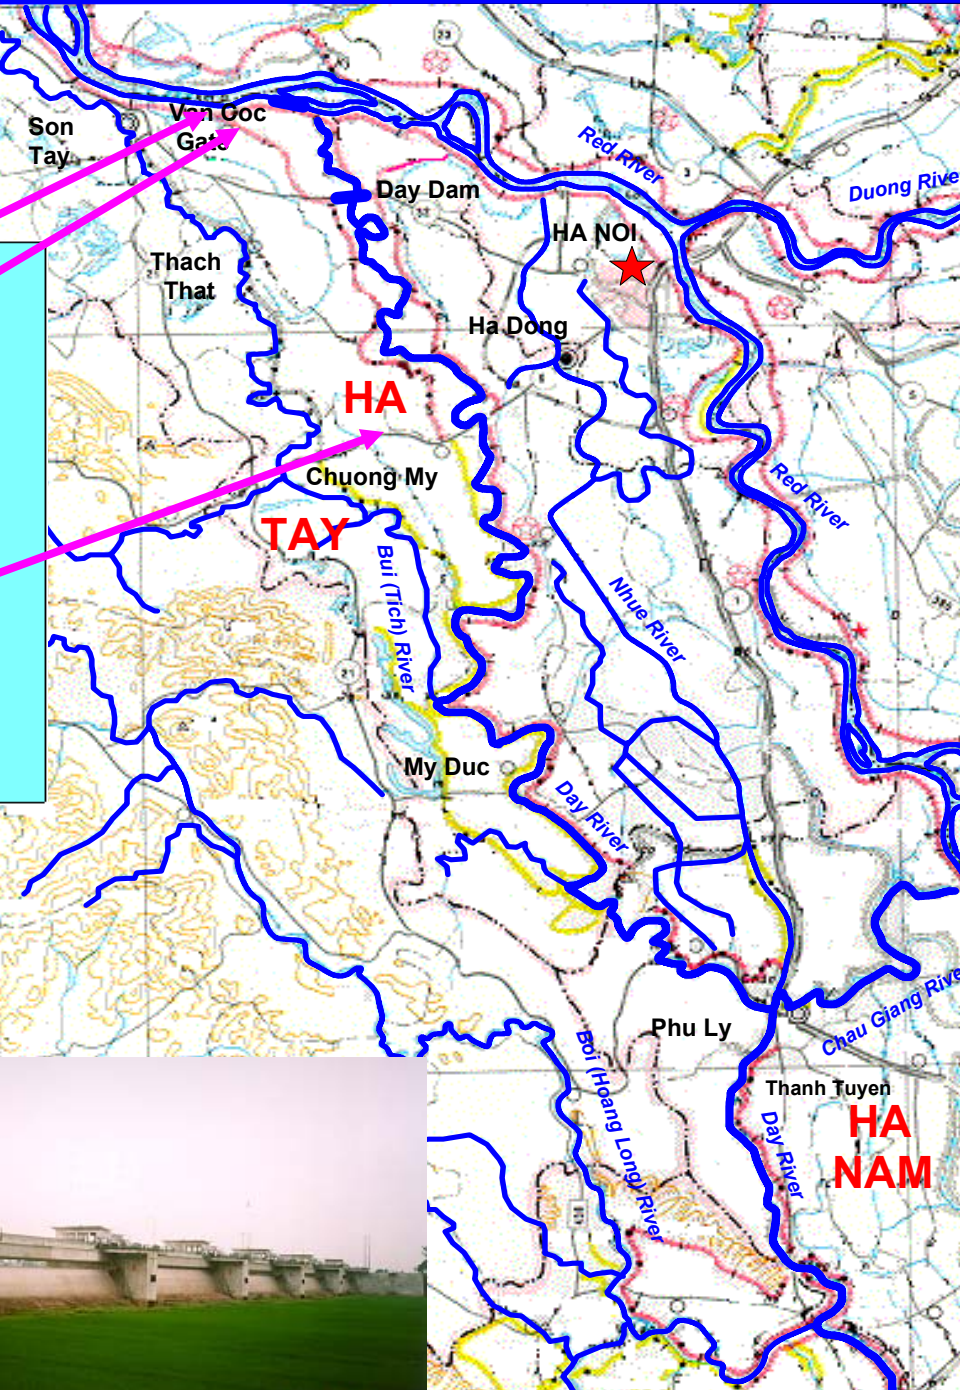 Son
Tay
Van Coc
Gate
Red River
Duong River
Day Dam
HA NOI
Thach
That
Ha Dong
HA
Chuong My
TAY
Red River
Bui (Tich) River
Nhue River
My Duc
Day River
Phu Ly
Chau Giang River
Boi (Hoang Long) River
Thanh Tuyen
HA
NAM
Day River